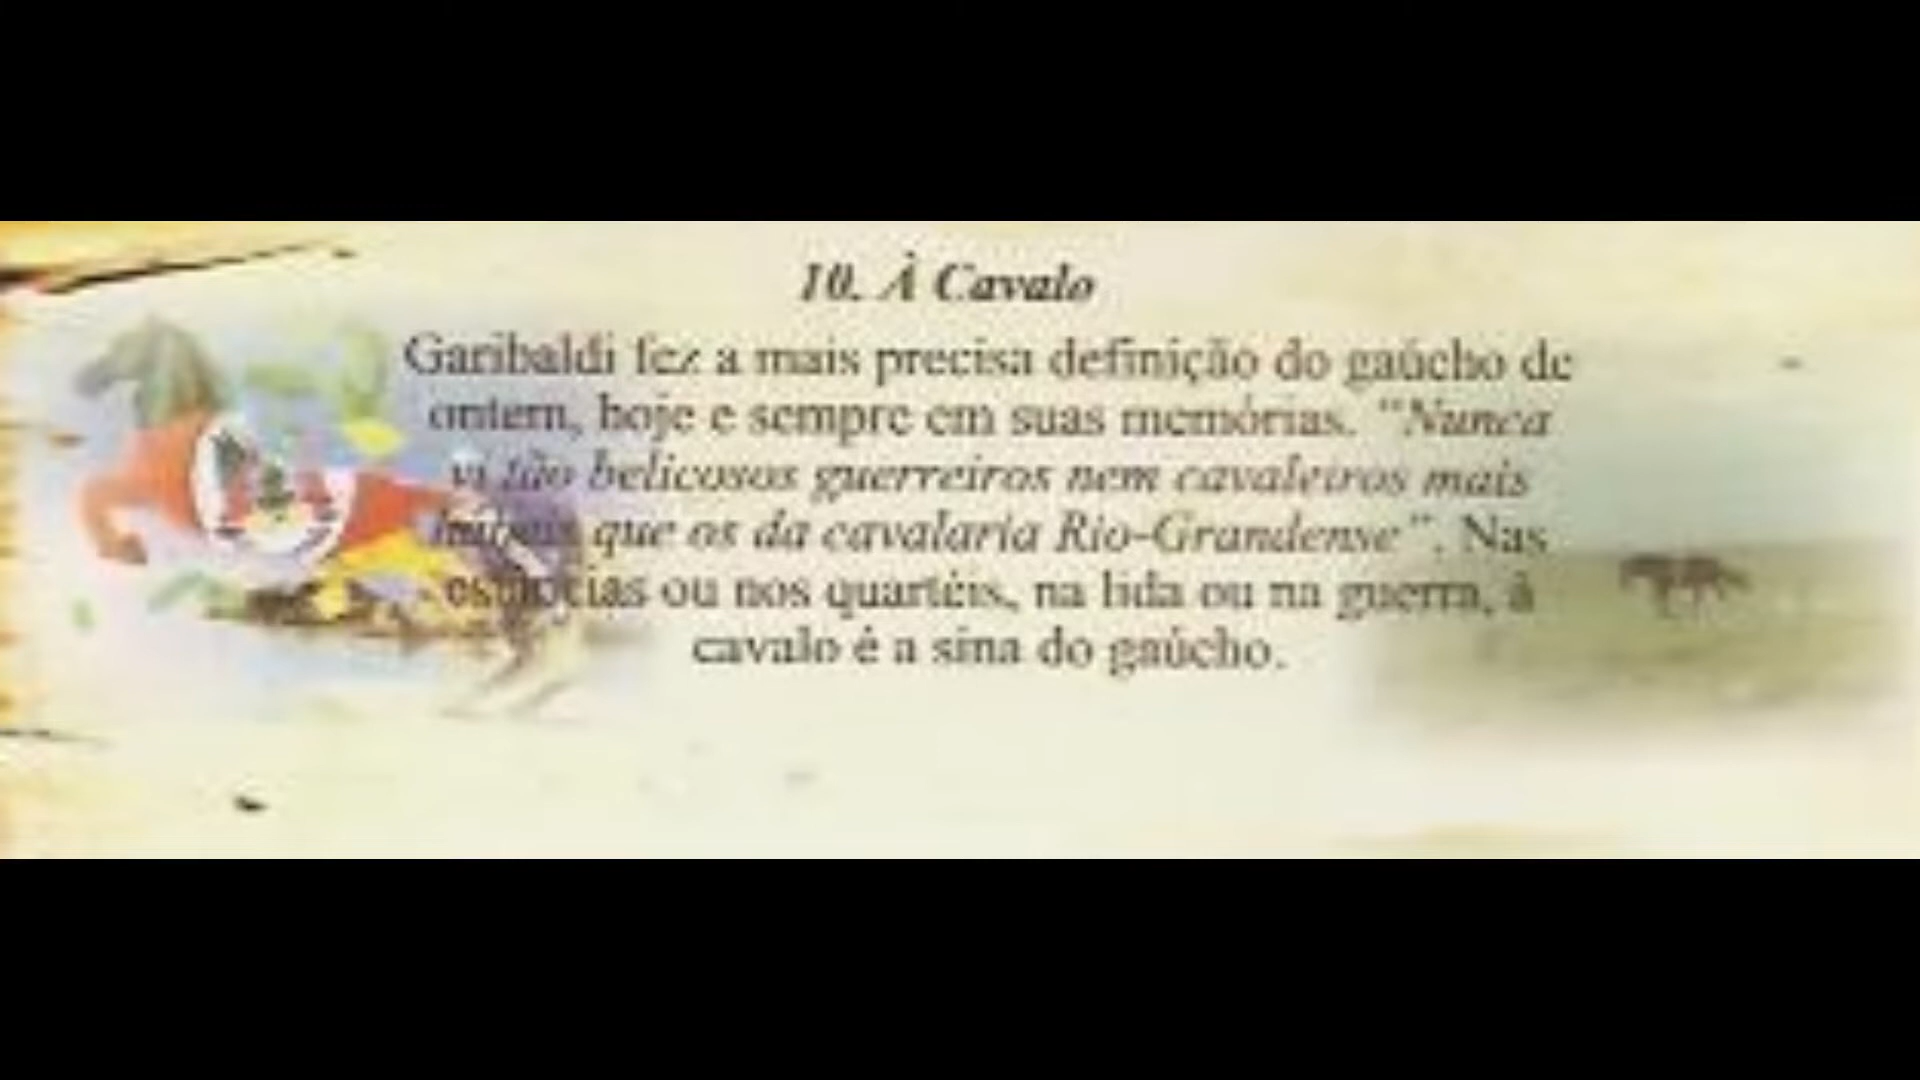 10. À Cavalo
Garibaldi fez a mais precisa definição do gaúcho de
ontem, hoje e sempre em suas memórias. "Nunca
vi tão belicosos guerreiros nem cavaleiros mais
que os da cavalaria Rio-Grandense". Nas
estâncias ou nos quartéis, na lida ou na guerra, à
cavalo é a sina do gaúcho.